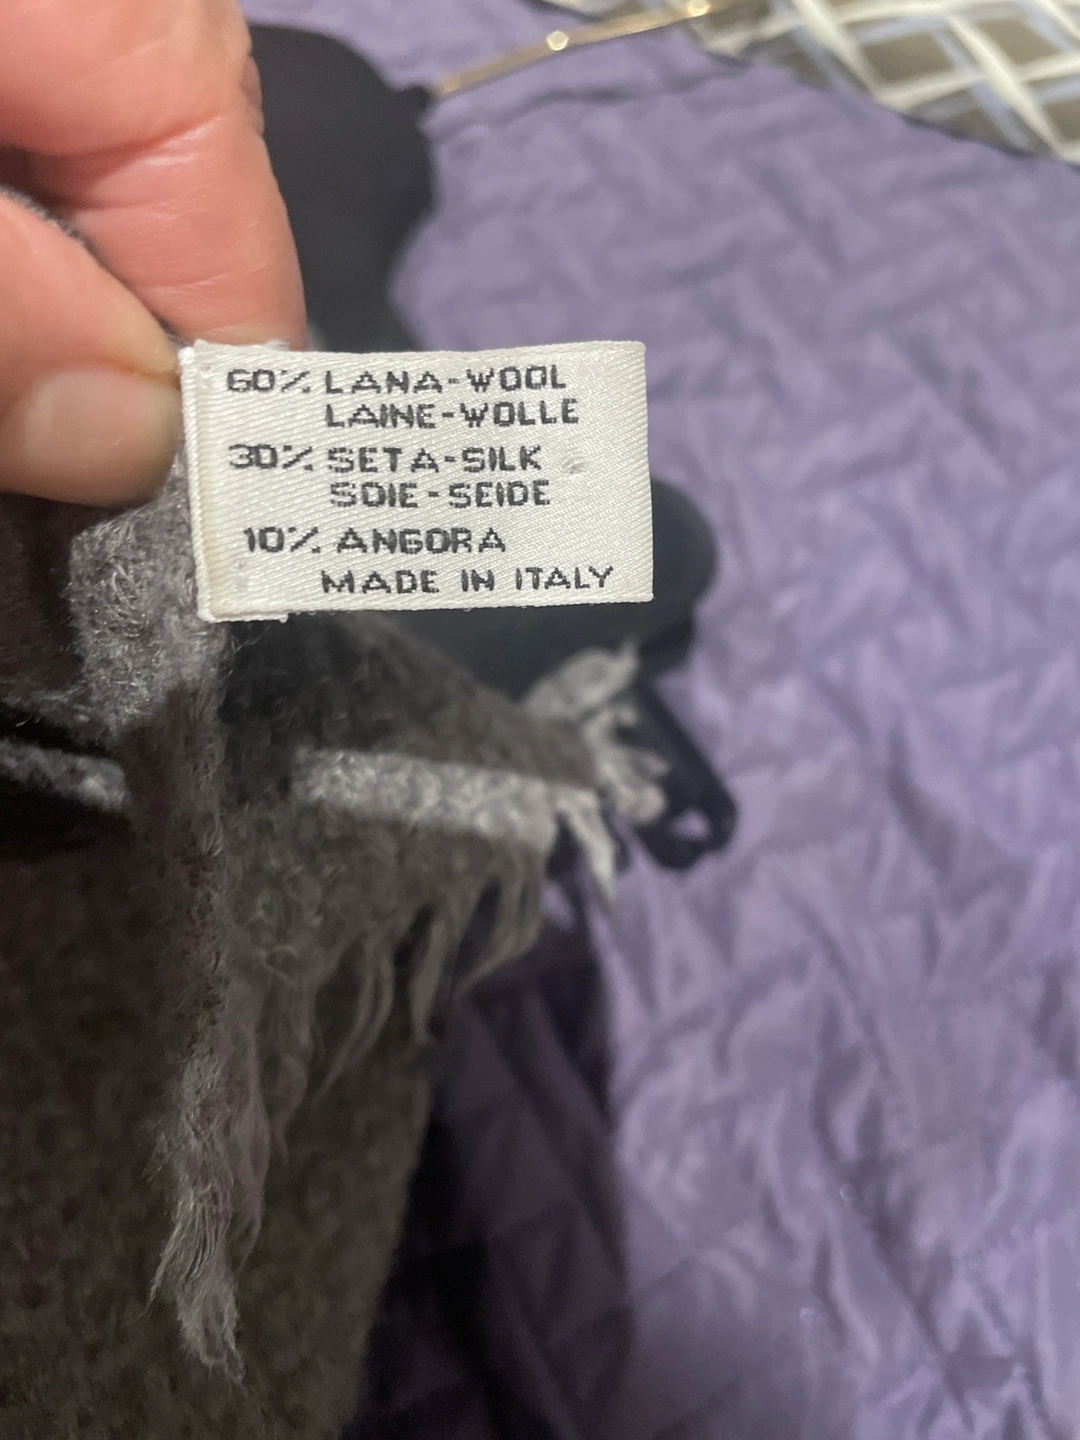 60% LANA-WOOL
LAINE-WOLLE
30% SETA-SILK
SOIE-SEIDE
10% ANGORA
MADE IN ITALY